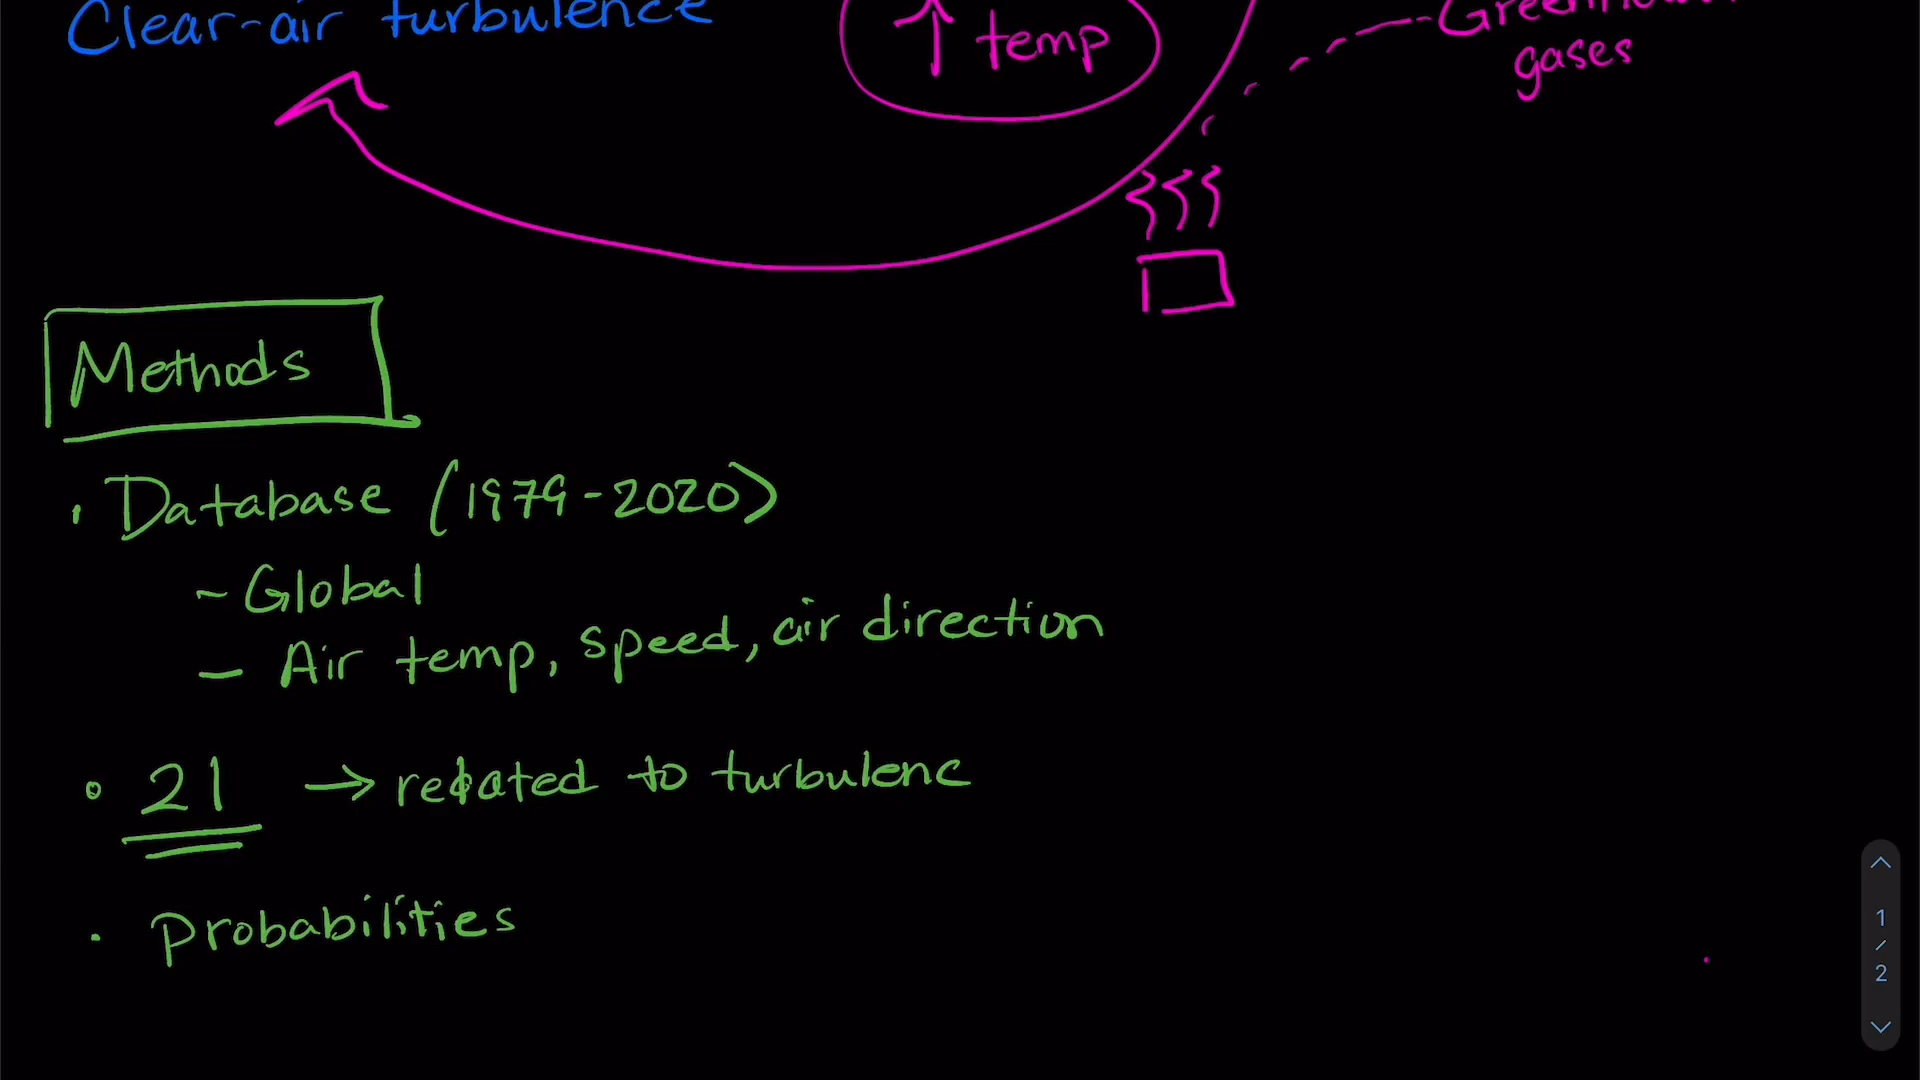 Clear-air turbulence
↑ temp
gases
Methods
• Database (1979-2020)
- Global
- Air temp, speed, air direction
• 21 → related to turbulenc
• Probabilities
1
/
2